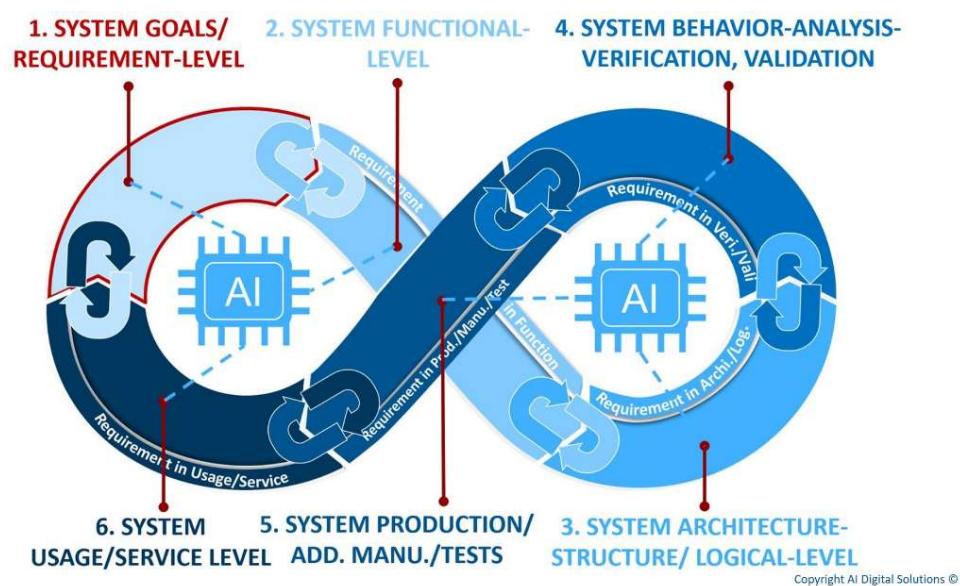 1. SYSTEM GOALS/
REQUIREMENT-LEVEL
2. SYSTEM FUNCTIONAL-
LEVEL
4. SYSTEM BEHAVIOR-ANALYSIS-
VERIFICATION, VALIDATION
Requirement
in Function
Requirement in Veri./Vali
AI
AI
Requirement in Prod./Manu./Test
Requirement in Archi./Log.
Requirement in Usage/Service
6. SYSTEM
USAGE/SERVICE LEVEL
5. SYSTEM PRODUCTION/
ADD. MANU./TESTS
3. SYSTEM ARCHITECTURE-
STRUCTURE/ LOGICAL-LEVEL
Copyright AI Digital Solutions ©